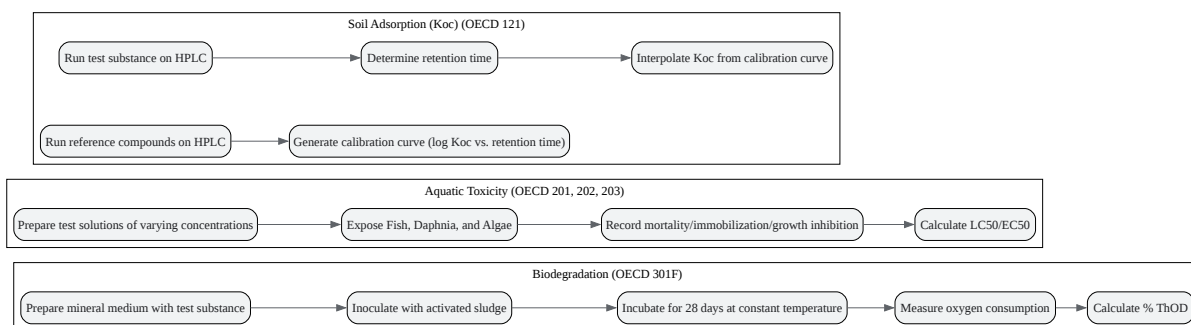 Soil Adsorption (Koc) (OECD 121)
Run test substance on HPLC
Determine retention time
Interpolate Koc from calibration curve
Run reference compounds on HPLC
Generate calibration curve (log Koc vs. retention time)
Aquatic Toxicity (OECD 201, 202, 203)
Prepare test solutions of varying concentrations
Expose Fish, Daphnia, and Algae
Record mortality/immobilization/growth inhibition
Calculate LC50/EC50
Biodegradation (OECD 301F)
Prepare mineral medium with test substance
Inoculate with activated sludge
Incubate for 28 days at constant temperature
Measure oxygen consumption
Calculate % ThOD